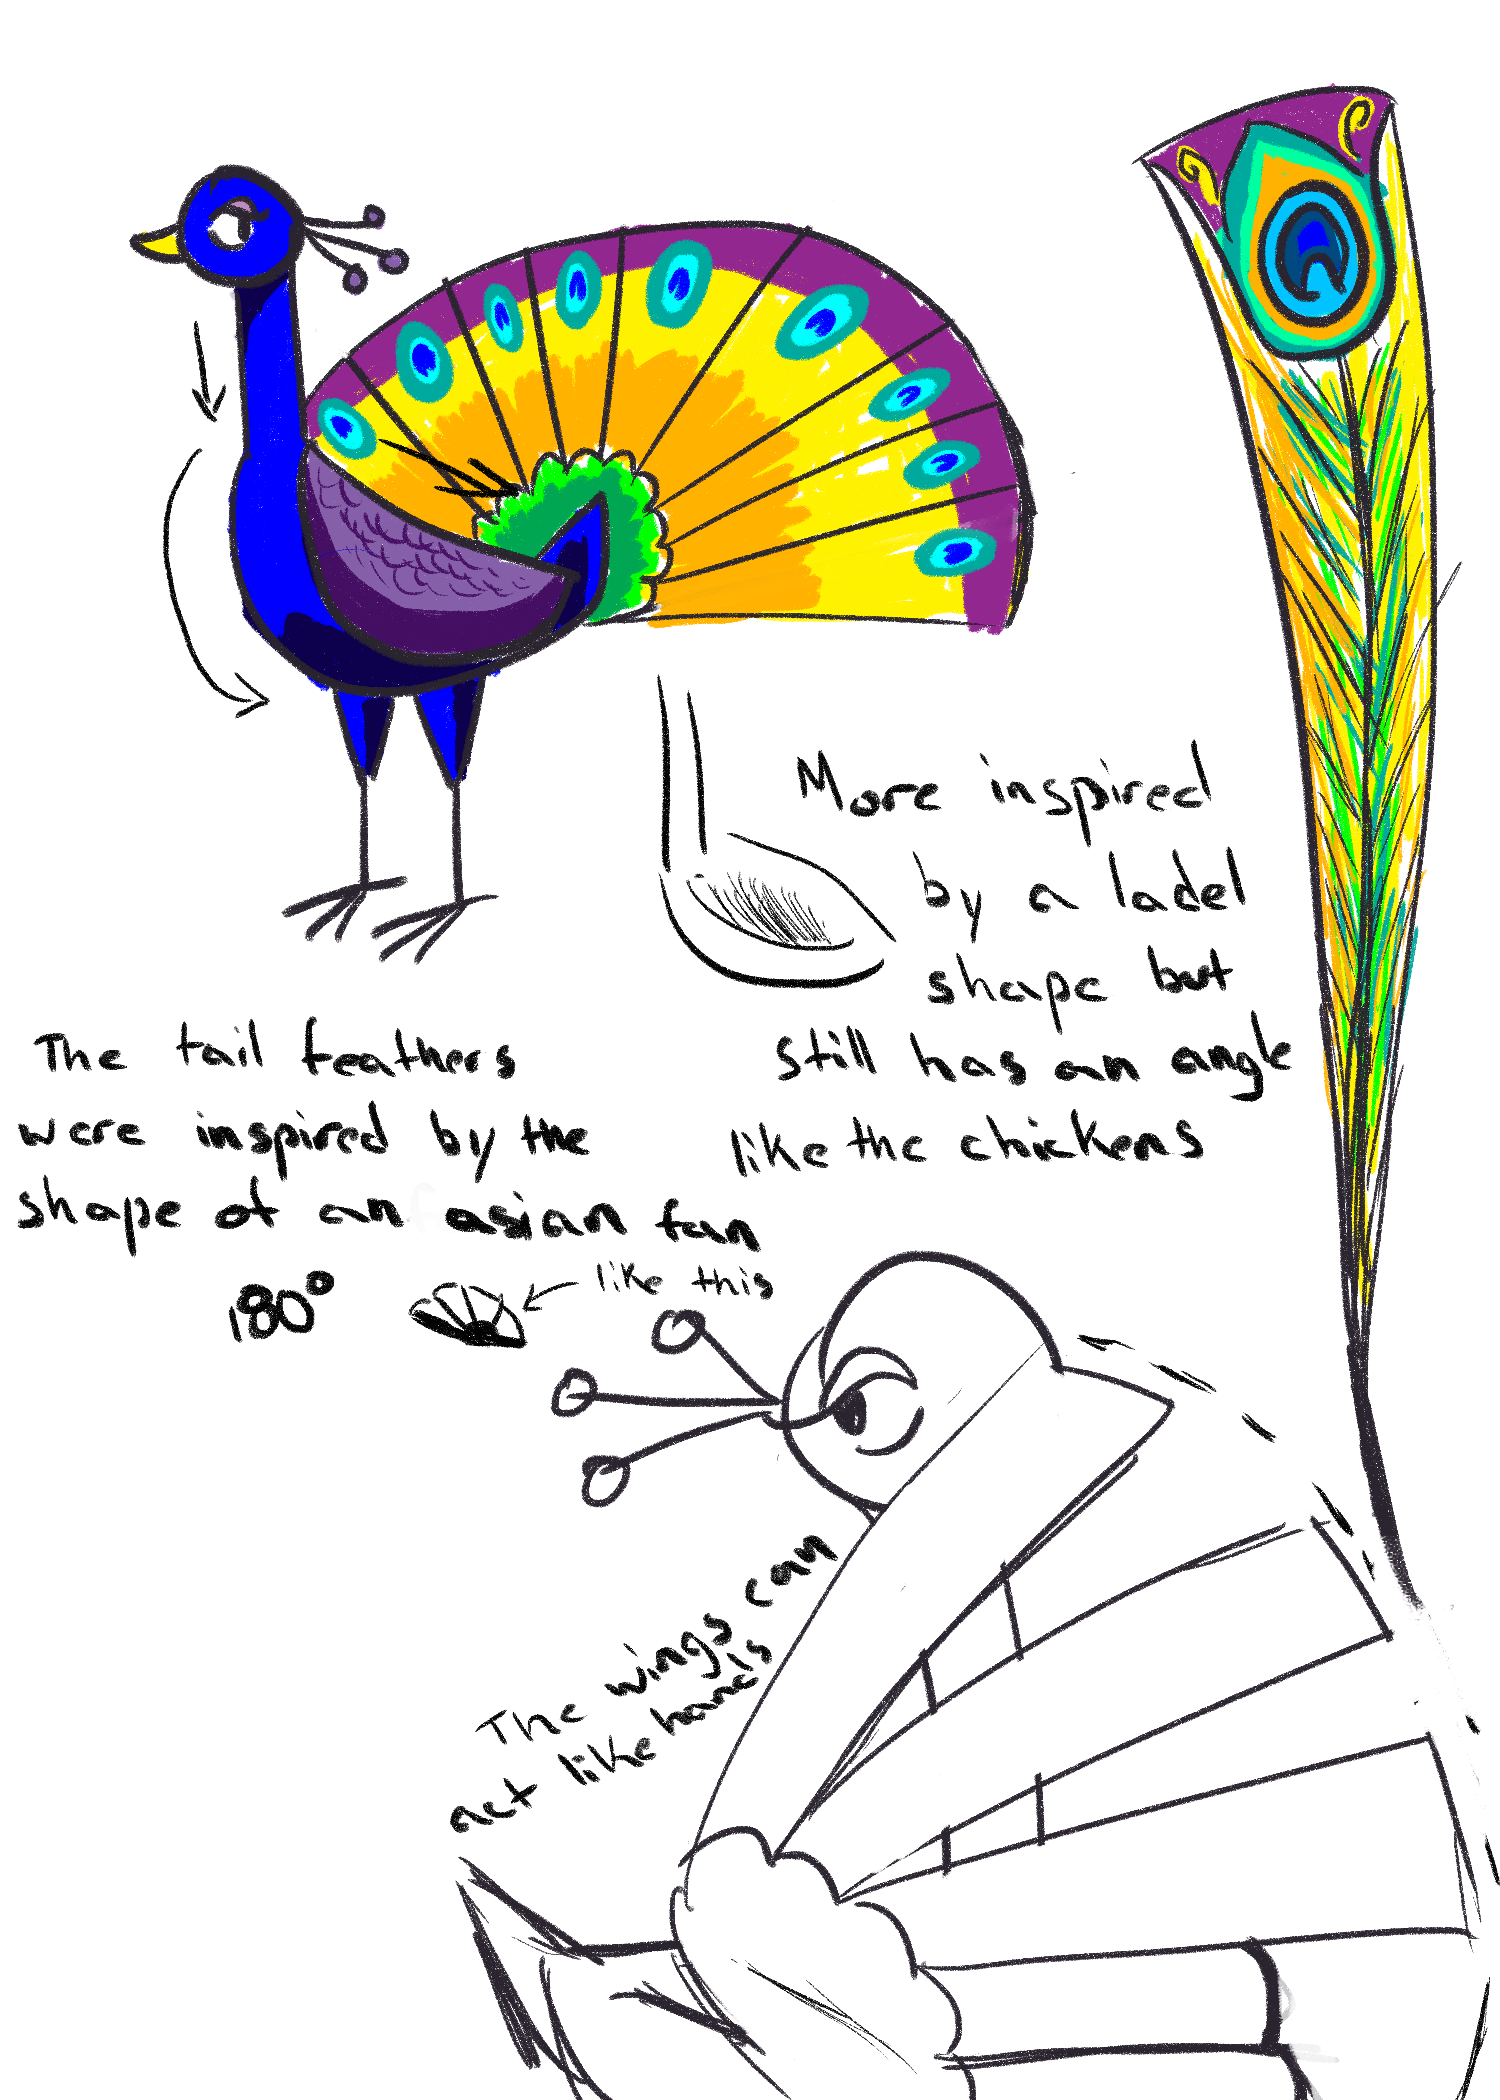 More inspired
by a ladel
shape but
still has an angle
like the chickens
The tail feathers
were inspired by the
shape of an asian fan
180°
like this
The wings can
act like hands